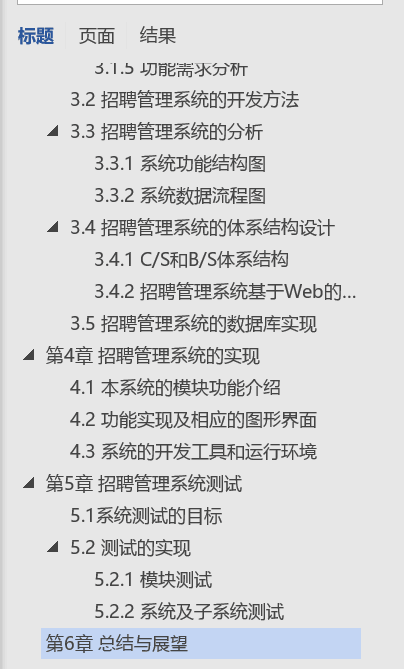 标题 页面 结果
3.1.5 功能需求分析
3.2 招聘管理系统的开发方法
3.3 招聘管理系统的分析
3.3.1 系统功能结构图
3.3.2 系统数据流程图
3.4 招聘管理系统的体系结构设计
3.4.1 C/S和B/S体系结构
3.4.2 招聘管理系统基于Web的...
3.5 招聘管理系统的数据库实现
第4章 招聘管理系统的实现
4.1 本系统的模块功能介绍
4.2 功能实现及相应的图形界面
4.3 系统的开发工具和运行环境
第5章 招聘管理系统测试
5.1系统测试的目标
5.2 测试的实现
5.2.1 模块测试
5.2.2 系统及子系统测试
第6章 总结与展望